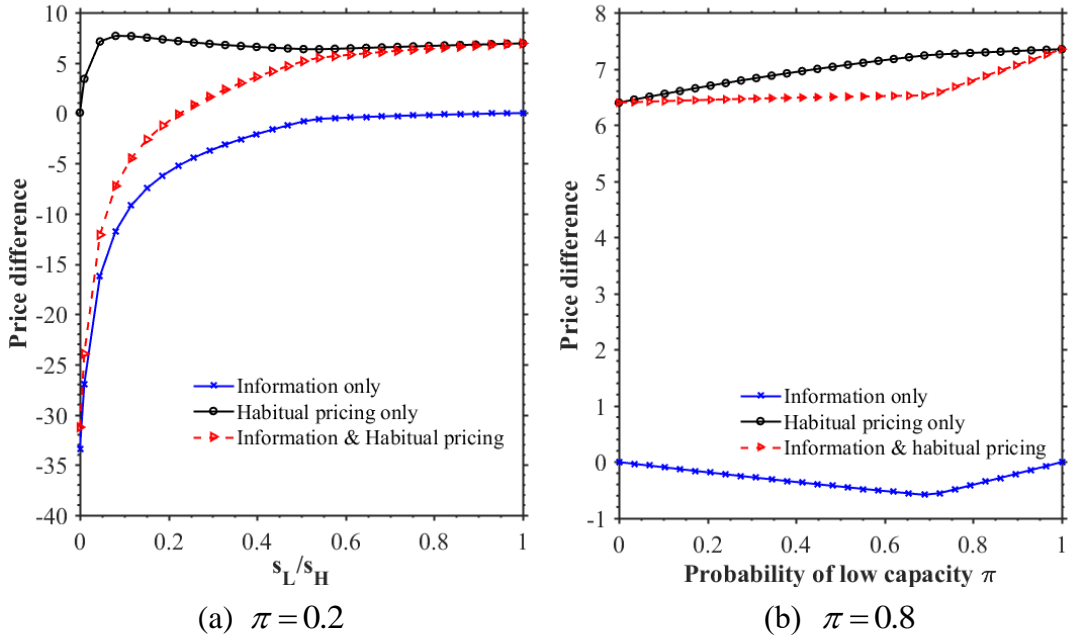 10
5
0
-5
-10
-15
-20
-25
-30
-35
-40
Price difference
0
0.2
0.4
0.6
0.8
1
s_L/s_H
Information only
Habitual pricing only
Information & Habitual pricing
(a) π = 0.2
8
7
6
5
4
3
2
1
0
-1
Price difference
0
0.2
0.4
0.6
0.8
1
Probability of low capacity π
Information only
Habitual pricing only
Information & habitual pricing
(b) π = 0.8